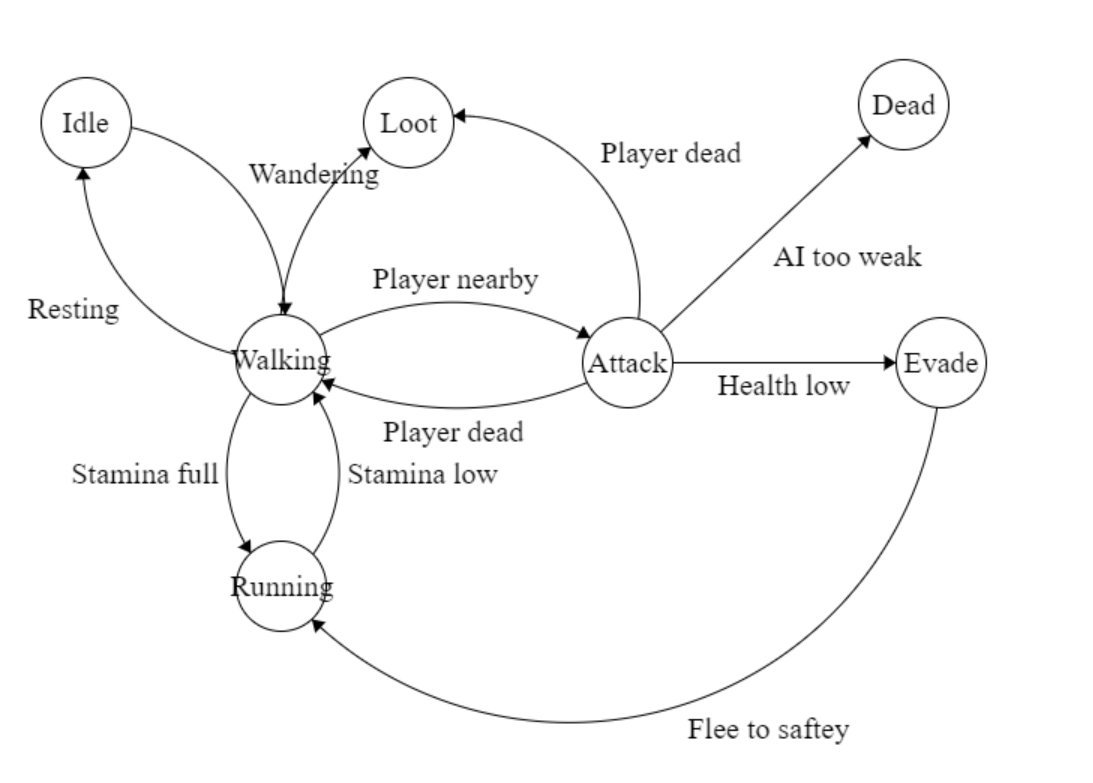 Dead
Idle
Loot
Player dead
Wandering
AI too weak
Player nearby
Resting
Walking
Attack
Evade
Health low
Player dead
Stamina full
Stamina low
Running
Flee to saftey